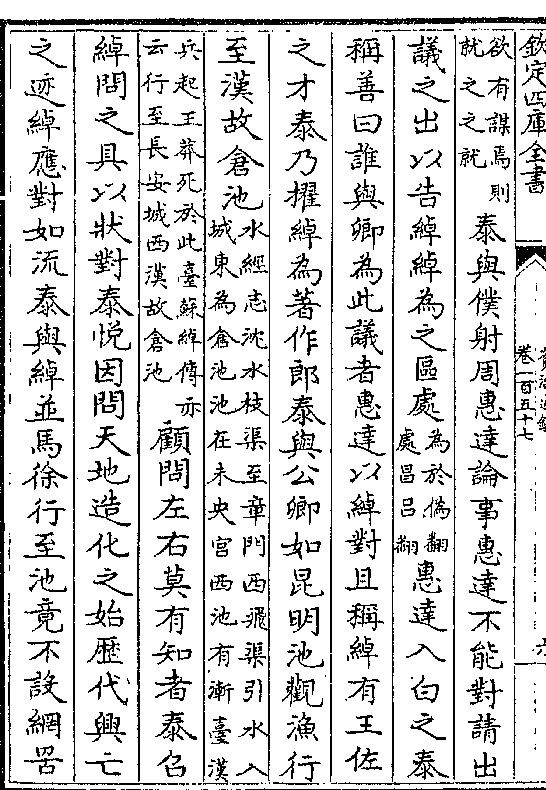 欽定四庫全書
卷一百五十七
欲有謀焉則
就之之就
泰與僕射周惠達論事惠達不能對請出
議之出以告綽綽為之區處
為於偽翻
處昌呂翻
惠達入白之泰
稱善曰誰與卿為此議者惠達以綽對且稱綽有王佐
之才泰乃擢綽為著作郎泰與公卿如昆明池觀漁行
至漢故倉池
水經志沈水枝渠至章門西飛渠引水入
城東為倉池池在未央宫西池有漸臺漢
兵起王莽死於此臺蘇綽傳亦
云行至長安城西漢故倉池
顧問左右莫有知者泰召
綽問之具以狀對泰悦因問天地造化之始歴代興亡
之迹綽應對如流泰與綽並馬徐行至池竟不設網罟